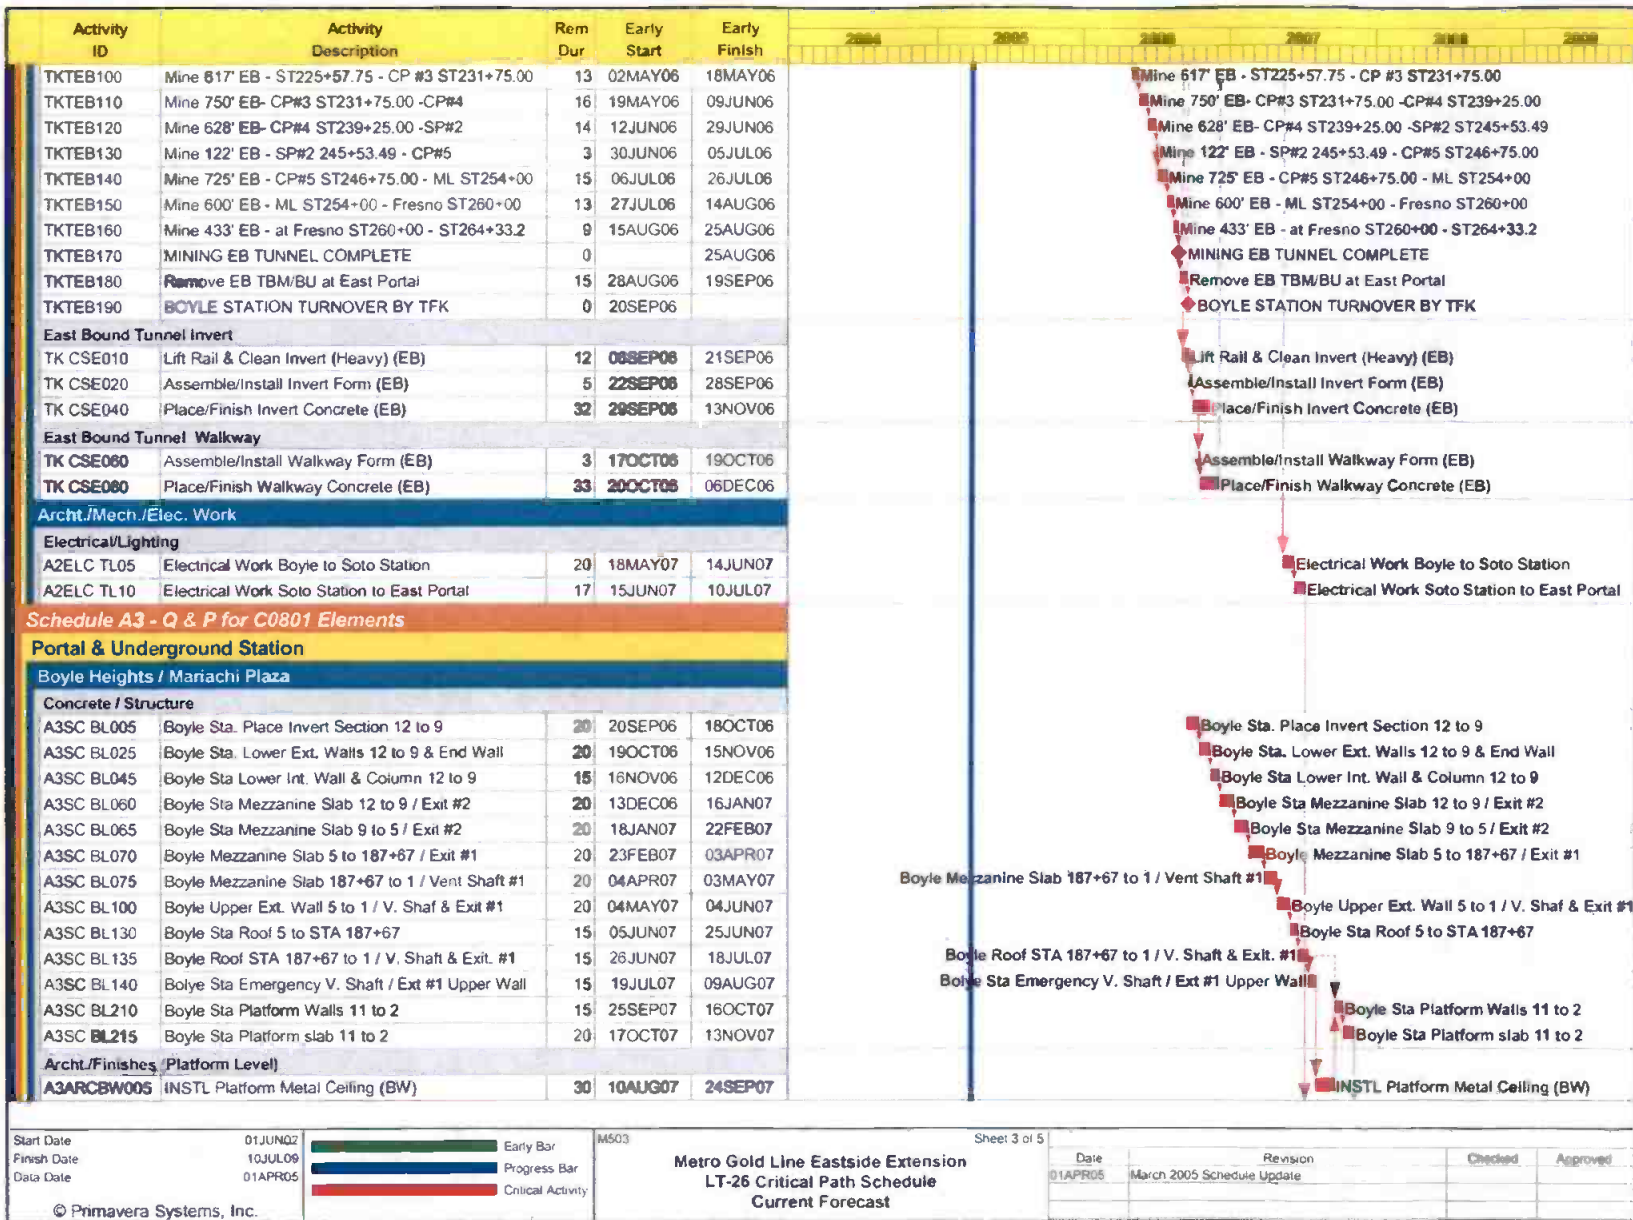 Activity ID Activity Description Rem Dur Early Start Early Finish 2004 2005 2006 2007 2008 2009
TKTEB100 Mine 617' EB - ST225+57.75 - CP #3 ST231+75.00 13 02MAY06 18MAY06 Mine 617' EB - ST225+57.75 - CP #3 ST231+75.00
TKTEB110 Mine 750' EB- CP#3 ST231+75.00 -CP#4 16 19MAY06 09JUN06 Mine 750' EB- CP#3 ST231+75.00 -CP#4 ST239+25.00
TKTEB120 Mine 628' EB- CP#4 ST239+25.00 -SP#2 14 12JUN06 29JUN06 Mine 628' EB- CP#4 ST239+25.00 -SP#2 ST245+53.49
TKTEB130 Mine 122' EB - SP#2 245+53.49 - CP#5 3 30JUN06 05JUL06 Mine 122' EB - SP#2 245+53.49 - CP#5 ST246+75.00
TKTEB140 Mine 725' EB - CP#5 ST246+75.00 - ML ST254+00 15 06JUL06 26JUL06 Mine 725' EB - CP#5 ST246+75.00 - ML ST254+00
TKTEB150 Mine 600' EB - ML ST254+00 - Fresno ST260+00 13 27JUL06 14AUG06 Mine 600' EB - ML ST254+00 - Fresno ST260+00
TKTEB160 Mine 433' EB - at Fresno ST260+00 - ST264+33.2 9 15AUG06 25AUG06 Mine 433' EB - at Fresno ST260+00 - ST264+33.2
TKTEB170 MINING EB TUNNEL COMPLETE 0 25AUG06 MINING EB TUNNEL COMPLETE
TKTEB180 Remove EB TBM/BU at East Portal 15 28AUG06 19SEP06 Remove EB TBM/BU at East Portal
TKTEB190 BOYLE STATION TURNOVER BY TFK 0 20SEP06 BOYLE STATION TURNOVER BY TFK
East Bound Tunnel Invert
TK CSE010 Lift Rail & Clean Invert (Heavy) (EB) 12 06SEP06 21SEP06 Lift Rail & Clean Invert (Heavy) (EB)
TK CSE020 Assemble/Install Invert Form (EB) 5 22SEP06 28SEP06 Assemble/Install Invert Form (EB)
TK CSE040 Place/Finish Invert Concrete (EB) 32 29SEP06 13NOV06 Place/Finish Invert Concrete (EB)
East Bound Tunnel Walkway
TK CSE060 Assemble/Install Walkway Form (EB) 3 17OCT06 19OCT06 Assemble/Install Walkway Form (EB)
TK CSE080 Place/Finish Walkway Concrete (EB) 33 20OCT06 06DEC06 Place/Finish Walkway Concrete (EB)
Archt./Mech./Elec. Work
Electrical/Lighting
A2ELC TL05 Electrical Work Boyle to Soto Station 20 18MAY07 14JUN07 Electrical Work Boyle to Soto Station
A2ELC TL10 Electrical Work Soto Station to East Portal 17 15JUN07 10JUL07 Electrical Work Soto Station to East Portal
Schedule A3 - Q & P for C0801 Elements
Portal & Underground Station
Boyle Heights / Mariachi Plaza
Concrete / Structure
A3SC BL005 Boyle Sta. Place Invert Section 12 to 9 20 20SEP06 18OCT06 Boyle Sta. Place Invert Section 12 to 9
A3SC BL025 Boyle Sta. Lower Ext. Walls 12 to 9 & End Wall 20 19OCT06 15NOV06 Boyle Sta. Lower Ext. Walls 12 to 9 & End Wall
A3SC BL045 Boyle Sta Lower Int. Wall & Column 12 to 9 15 16NOV06 12DEC06 Boyle Sta Lower Int. Wall & Column 12 to 9
A3SC BL060 Boyle Sta Mezzanine Slab 12 to 9 / Exit #2 20 13DEC06 16JAN07 Boyle Sta Mezzanine Slab 12 to 9 / Exit #2
A3SC BL065 Boyle Sta Mezzanine Slab 9 to 5 / Exit #2 20 18JAN07 22FEB07 Boyle Sta Mezzanine Slab 9 to 5 / Exit #2
A3SC BL070 Boyle Mezzanine Slab 5 to 187+67 / Exit #1 20 23FEB07 03APR07 Boyle Mezzanine Slab 5 to 187+67 / Exit #1
A3SC BL075 Boyle Mezzanine Slab 187+67 to 1 / Vent Shaft #1 20 04APR07 03MAY07 Boyle Mezzanine Slab 187+67 to 1 / Vent Shaft #1
A3SC BL100 Boyle Upper Ext. Wall 5 to 1 / V. Shaf & Exit #1 20 04MAY07 04JUN07 Boyle Upper Ext. Wall 5 to 1 / V. Shaf & Exit #1
A3SC BL130 Boyle Sta Roof 5 to STA 187+67 15 05JUN07 25JUN07 Boyle Sta Roof 5 to STA 187+67
A3SC BL135 Boyle Roof STA 187+67 to 1 / V. Shaft & Exit. #1 15 26JUN07 18JUL07 Boyle Roof STA 187+67 to 1 / V. Shaft & Exit. #1
A3SC BL140 Bolye Sta Emergency V. Shaft / Ext #1 Upper Wall 15 19JUL07 09AUG07 Bolye Sta Emergency V. Shaft / Ext #1 Upper Wall
A3SC BL210 Boyle Sta Platform Walls 11 to 2 15 25SEP07 16OCT07 Boyle Sta Platform Walls 11 to 2
A3SC BL215 Boyle Sta Platform slab 11 to 2 20 17OCT07 13NOV07 Boyle Sta Platform slab 11 to 2
Archt./Finishes (Platform Level)
A3ARCBW005 INSTL Platform Metal Ceiling (BW) 30 10AUG07 24SEP07 INSTL Platform Metal Ceiling (BW)
Start Date 01JUN02
Finish Date 10JUL09
Data Date 01APR05
© Primavera Systems, Inc.
Early Bar
Progress Bar
Critical Activity
M503 Sheet 3 of 5
Metro Gold Line Eastside Extension
LT-26 Critical Path Schedule
Current Forecast
Date Revision Checked Approved
01APR05 March 2005 Schedule Update